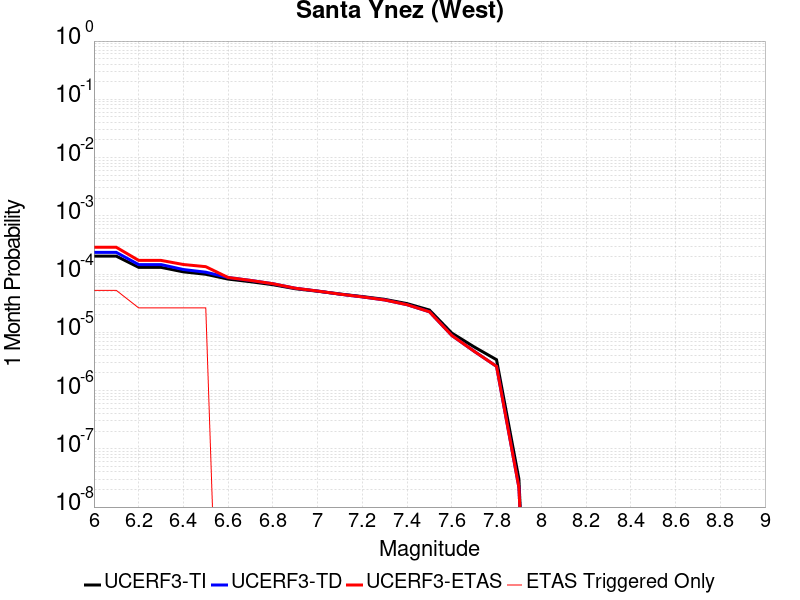 Santa Ynez (West)
10^0
10^-1
10^-2
10^-3
10^-4
10^-5
10^-6
10^-7
10^-8
1 Month Probability
6 6.2 6.4 6.6 6.8 7 7.2 7.4 7.6 7.8 8 8.2 8.4 8.6 8.8 9
Magnitude
UCERF3-TI UCERF3-TD UCERF3-ETAS ETAS Triggered Only